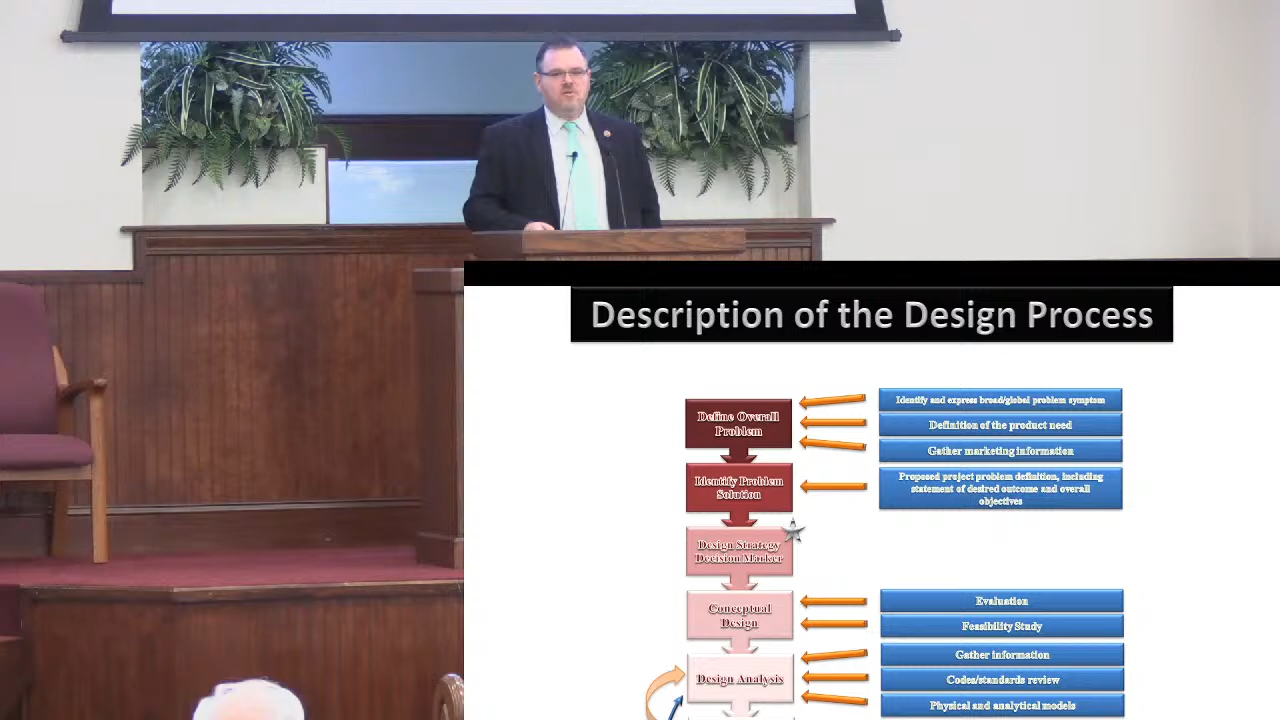 Description of the Design Process
Define Overall
Problem
Identify and express broad/global problem symptom
Definition of the product need
Gather marketing information
Identify Problem
Solution
Proposed project problem definition, including
statement of desired outcome and overall
objectives
Design Strategy
Decision Marker
Conceptual
Design
Evaluation
Feasibility Study
Design Analysis
Gather information
Codes/standards review
Physical and analytical models